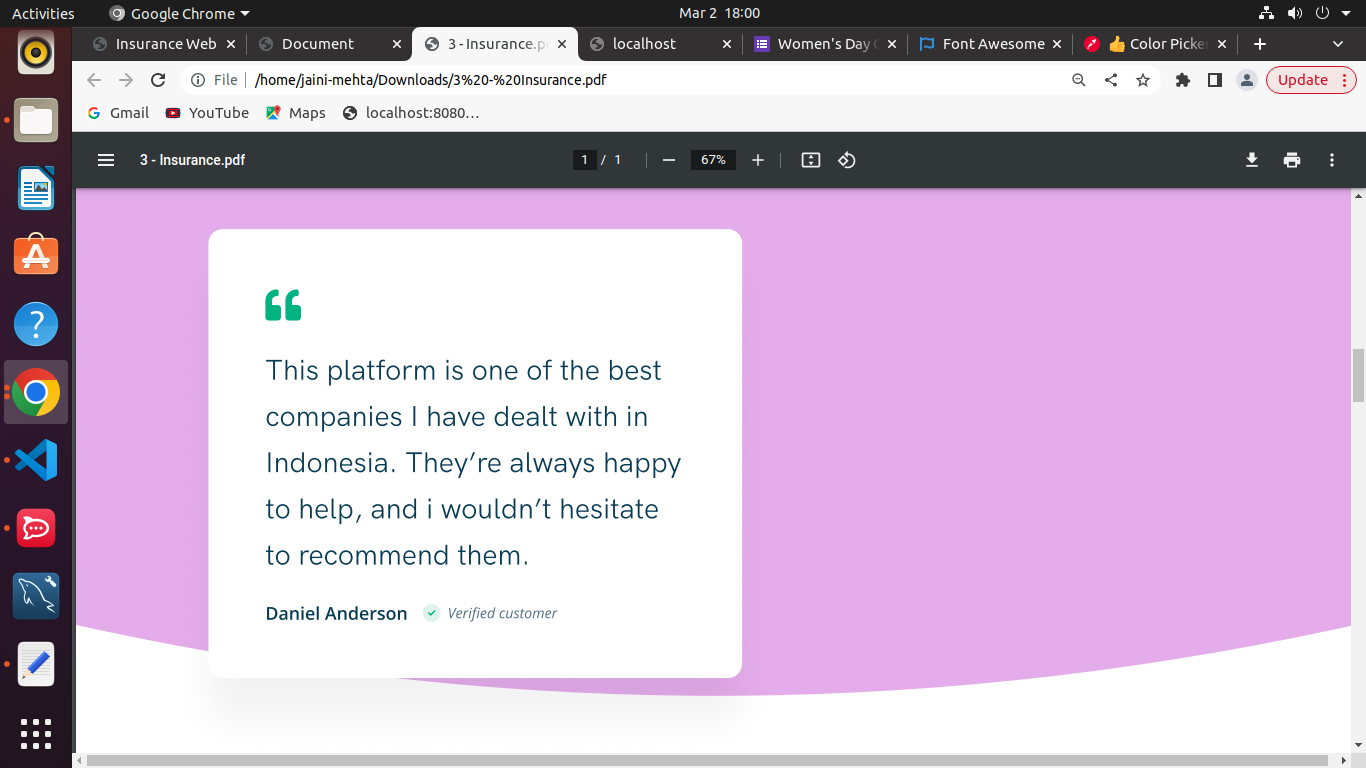 Activities
Google Chrome
Mar 2 18:00
Insurance Web
Document
3 - Insurance.p
localhost
Women's Day
Font Awesome
👍 Color Picker
File
/home/jaini-mehta/Downloads/3%20-%20Insurance.pdf
Update
Gmail
YouTube
Maps
localhost:8080…
3 - Insurance.pdf
1 / 1
67%
This platform is one of the best
companies I have dealt with in
Indonesia. They’re always happy
to help, and i wouldn’t hesitate
to recommend them.
Daniel Anderson
Verified customer